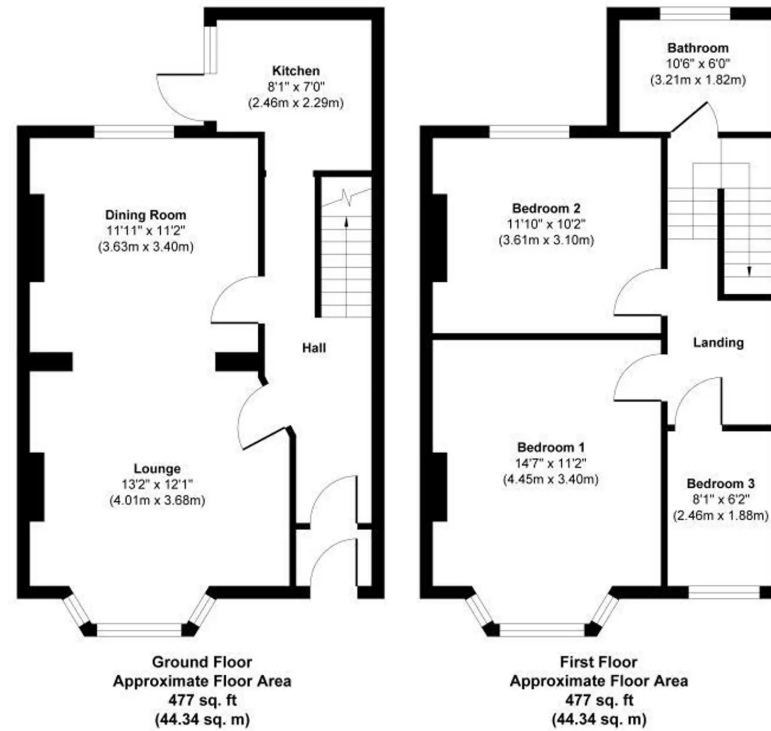 Kitchen
8'1" x 7'0"
(2.46m x 2.29m)
Dining Room
11'11" x 11'2"
(3.63m x 3.40m)
Hall
Lounge
13'2" x 12'1"
(4.01m x 3.68m)
Ground Floor
Approximate Floor Area
477 sq. ft
(44.34 sq. m)
Bathroom
10'6" x 6'0"
(3.21m x 1.82m)
Bedroom 2
11'10" x 10'2"
(3.61m x 3.10m)
Landing
Bedroom 1
14'7" x 11'2"
(4.45m x 3.40m)
Bedroom 3
8'1" x 6'2"
(2.46m x 1.88m)
First Floor
Approximate Floor Area
477 sq. ft
(44.34 sq. m)